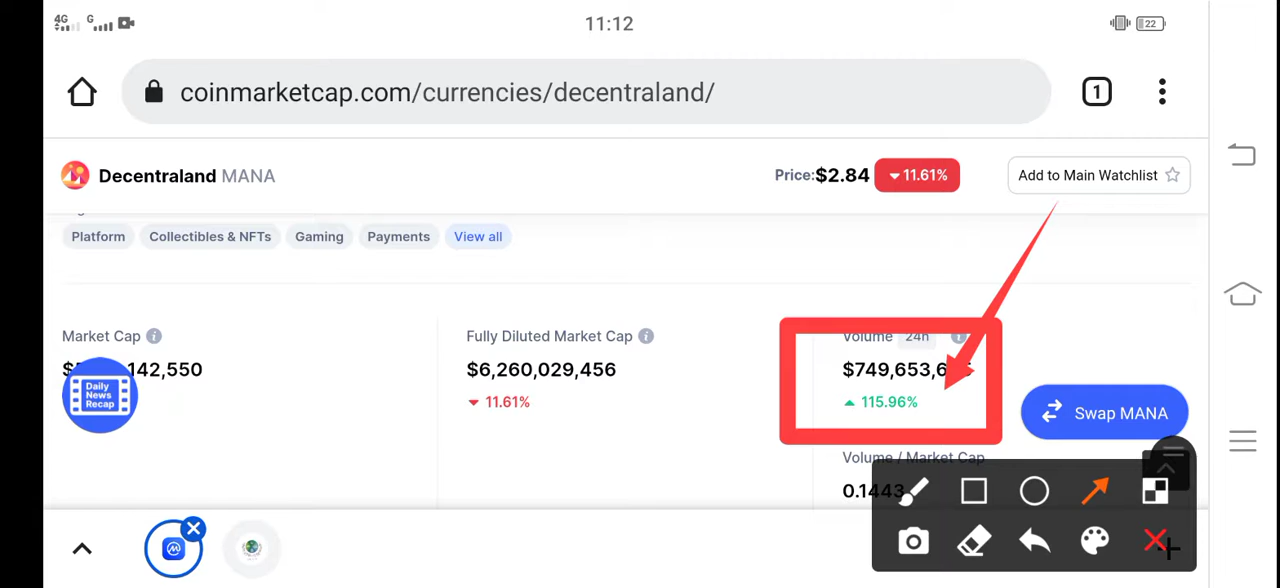 4G G 11:12 22
coinmarketcap.com/currencies/decentraland/ 1
Decentraland MANA Price:$2.84 11.61% Add to Main Watchlist
Platform Collectibles & NFTs Gaming Payments View all
Market Cap Fully Diluted Market Cap Volume 24h
142,550 $6,260,029,456 $749,653,6
Daily
News
Recap
11.61% 115.96% Swap MANA
Volume / Market Cap
0.1443